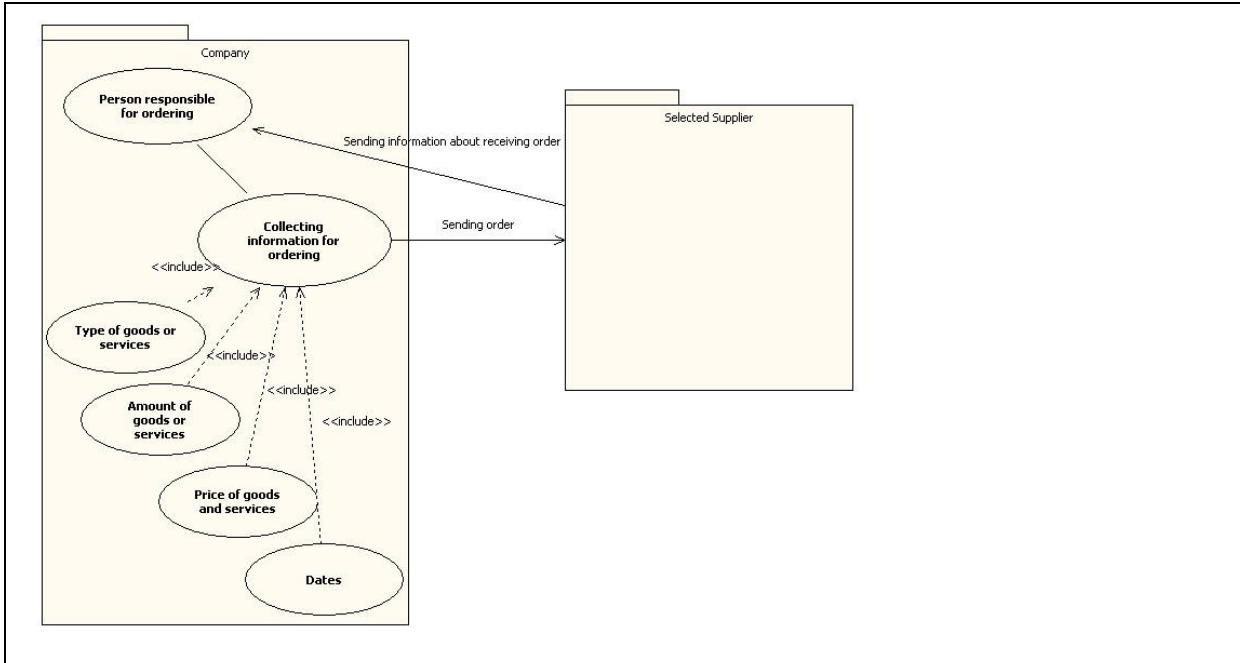 Company
Person responsible
for ordering
Selected Supplier
Sending information about receiving order
Collecting
information for
ordering
Sending order
<<include>>
Type of goods or
services
<<include>>
Amount of
goods or
services
<<include>>
<<include>>
Price of goods
and services
Dates